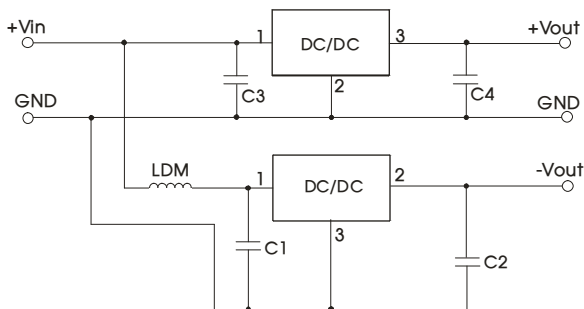 +Vin
1
DC/DC
3
+Vout
2
C3
C4
GND
GND
LDM
1
DC/DC
2
-Vout
3
C1
C2